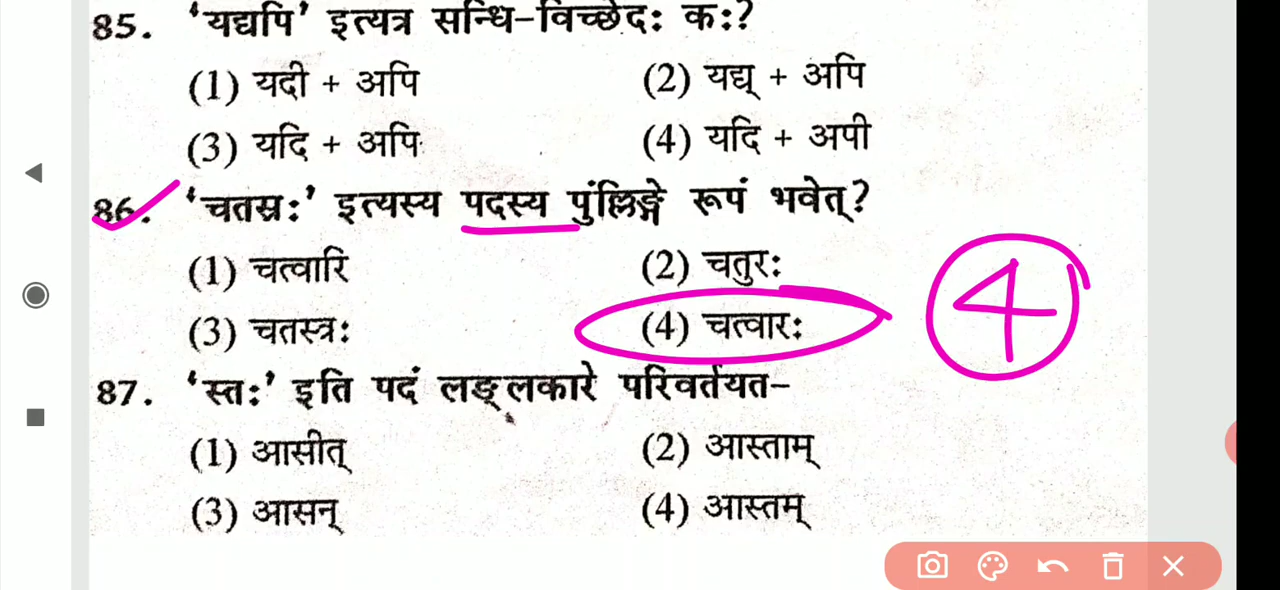 85. ‘यद्यपि’ इत्यत्र सन्धि-विच्छेदः कः?
(1) यदी + अपि (2) यद्य् + अपि
(3) यदि + अपि (4) यदि + अपी
86. ‘चतस्रः’ इत्यस्य पदस्य पुंल्लिङ्गे रूपं भवेत्?
(1) चत्वारि (2) चतुरः
(3) चतस्त्रः (4) चत्वारः
4
87. ‘स्तः’ इति पदं लङ्लकारे परिवर्तयत-
(1) आसीत् (2) आस्ताम्
(3) आसन् (4) आस्तम्